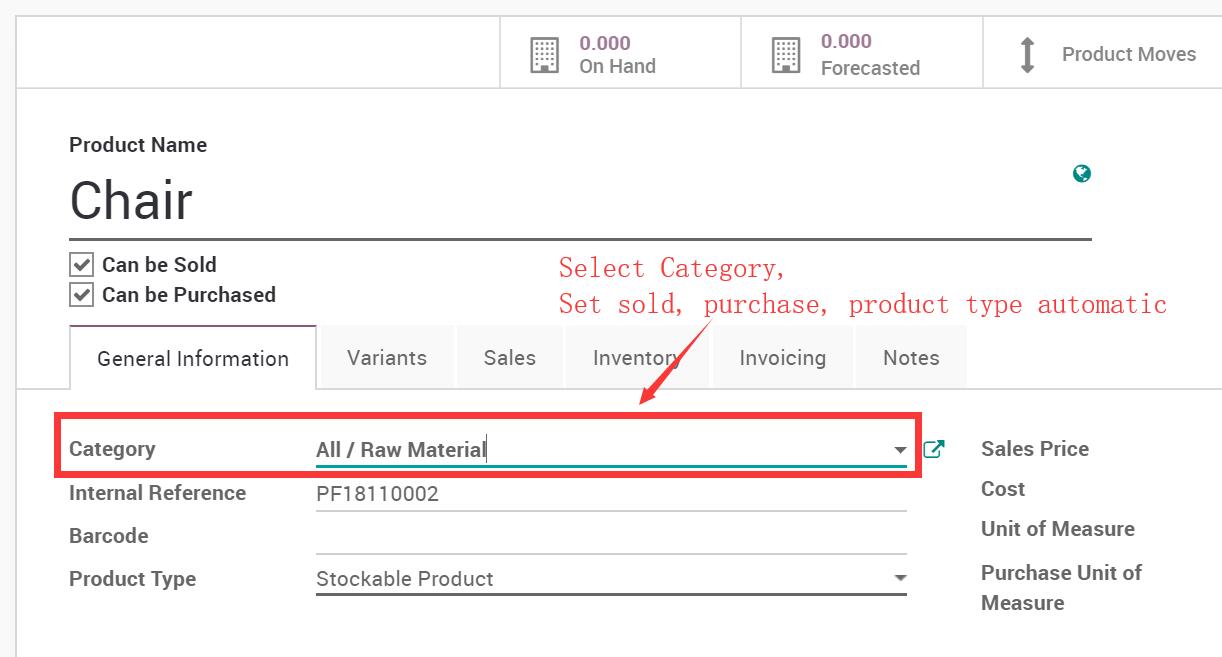 0.000
On Hand
0.000
Forecasted
Product Moves
Product Name
Chair
Can be Sold
Can be Purchased
Select Category,
Set sold, purchase, product type automatic
General Information
Variants
Sales
Inventory
Invoicing
Notes
Category
All / Raw Material
Sales Price
Internal Reference
PF18110002
Cost
Barcode
Unit of Measure
Product Type
Stockable Product
Purchase Unit of
Measure